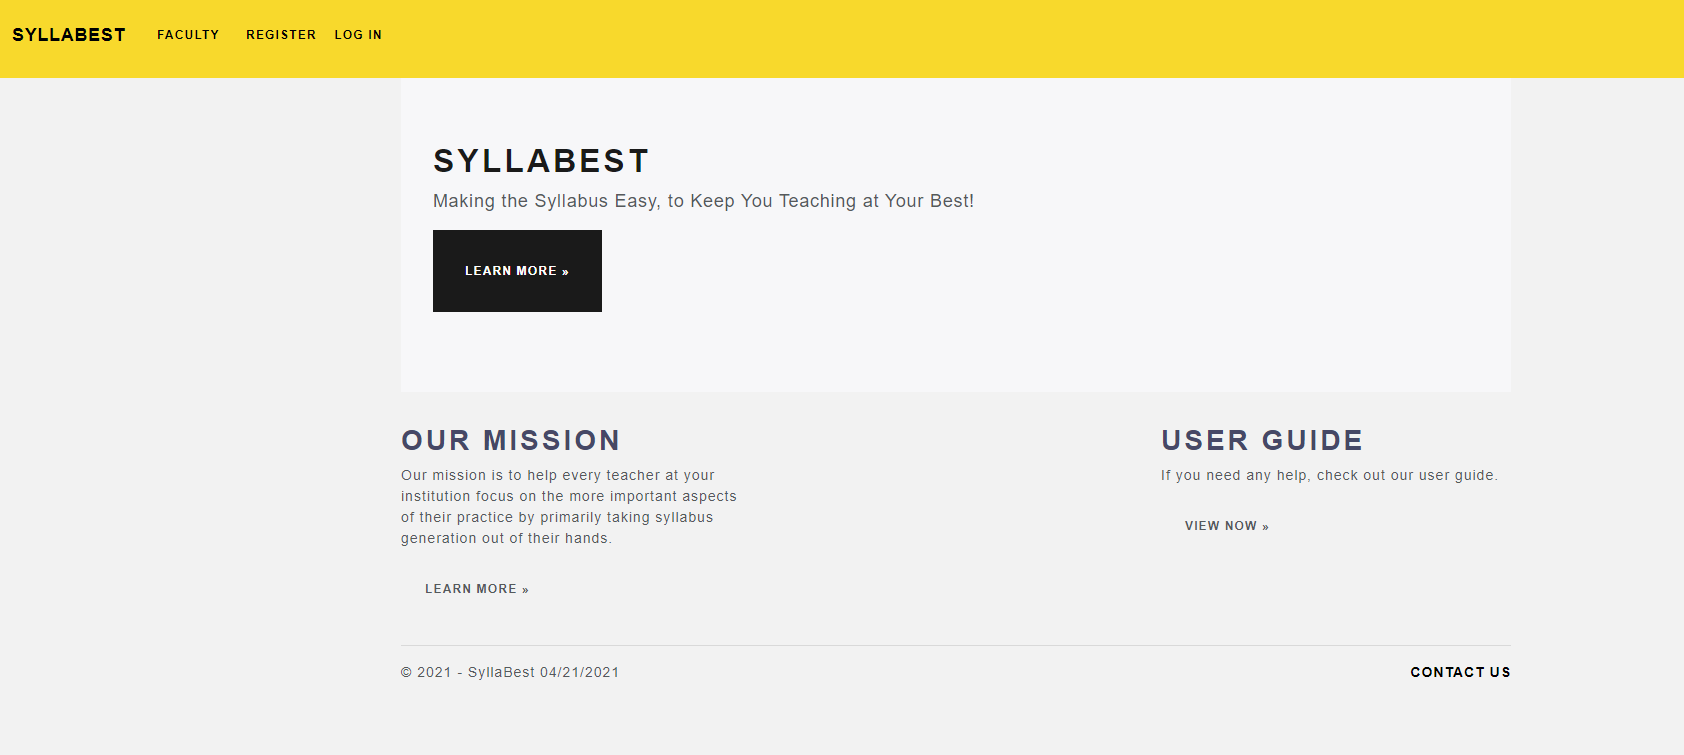 SYLLABEST FACULTY REGISTER LOG IN
SYLLABEST
Making the Syllabus Easy, to Keep You Teaching at Your Best!
LEARN MORE »
OUR MISSION
Our mission is to help every teacher at your
institution focus on the more important aspects
of their practice by primarily taking syllabus
generation out of their hands.
LEARN MORE »
USER GUIDE
If you need any help, check out our user guide.
VIEW NOW »
© 2021 - SyllaBest 04/21/2021
CONTACT US